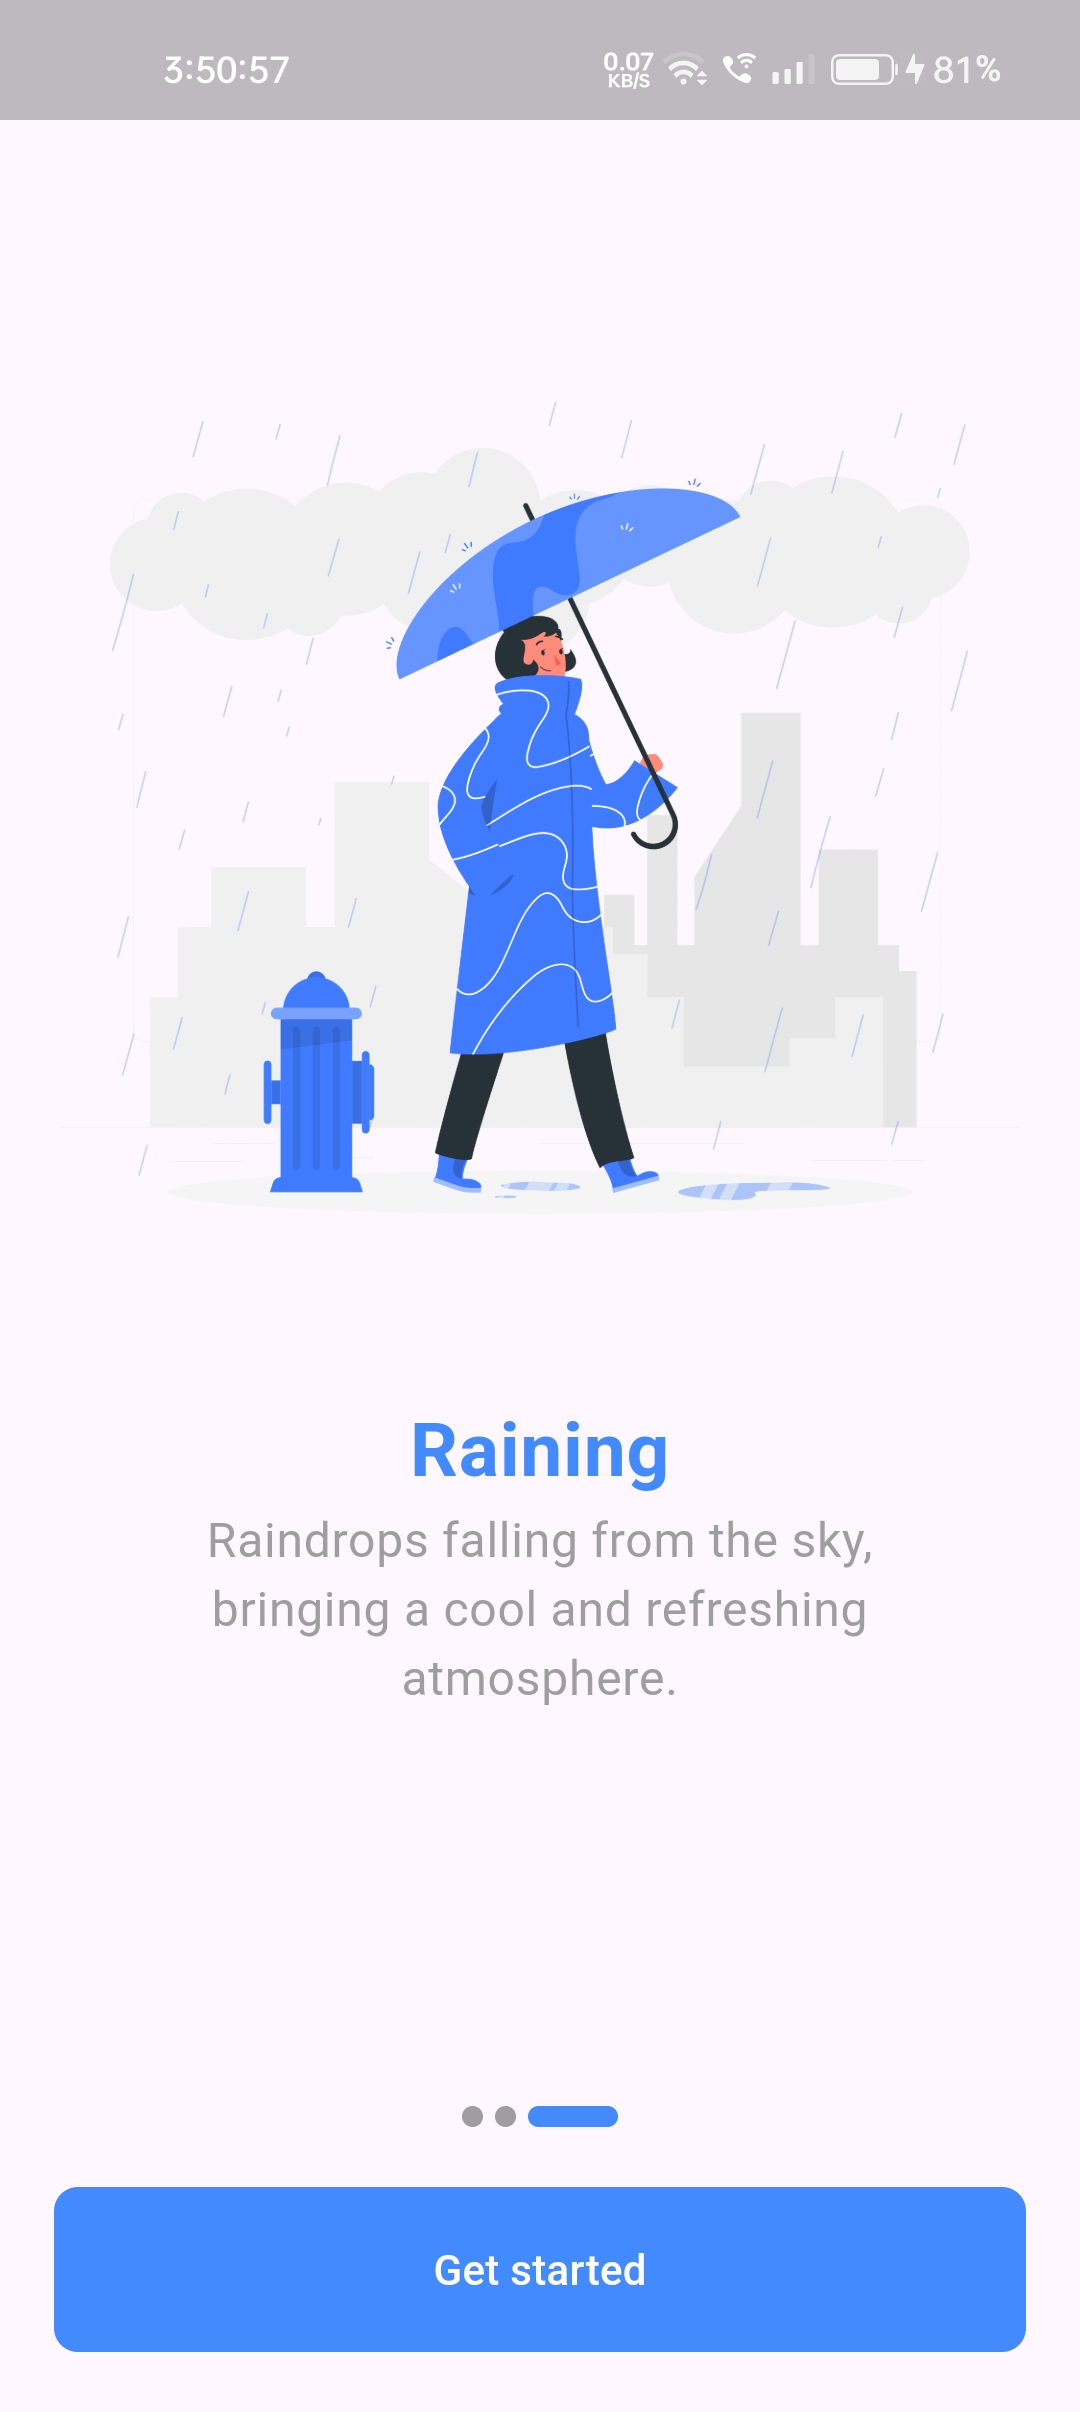 3:50:57 0.07 KB/S 81%
Raining
Raindrops falling from the sky,
bringing a cool and refreshing
atmosphere.
Get started